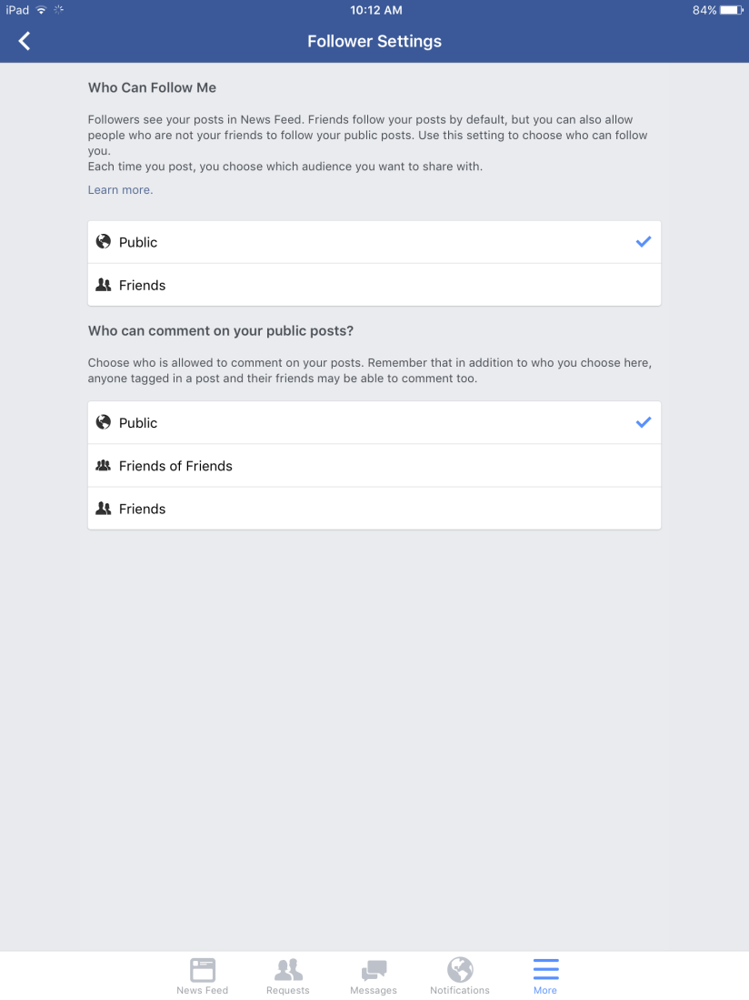 iPad 10:12 AM 84%
Follower Settings
Who Can Follow Me
Followers see your posts in News Feed. Friends follow your posts by default, but you can also allow
people who are not your friends to follow your public posts. Use this setting to choose who can follow
you.
Each time you post, you choose which audience you want to share with.
Learn more.
Public
Friends
Who can comment on your public posts?
Choose who is allowed to comment on your posts. Remember that in addition to who you choose here,
anyone tagged in a post and their friends may be able to comment too.
Public
Friends of Friends
Friends
News Feed Requests Messages Notifications More